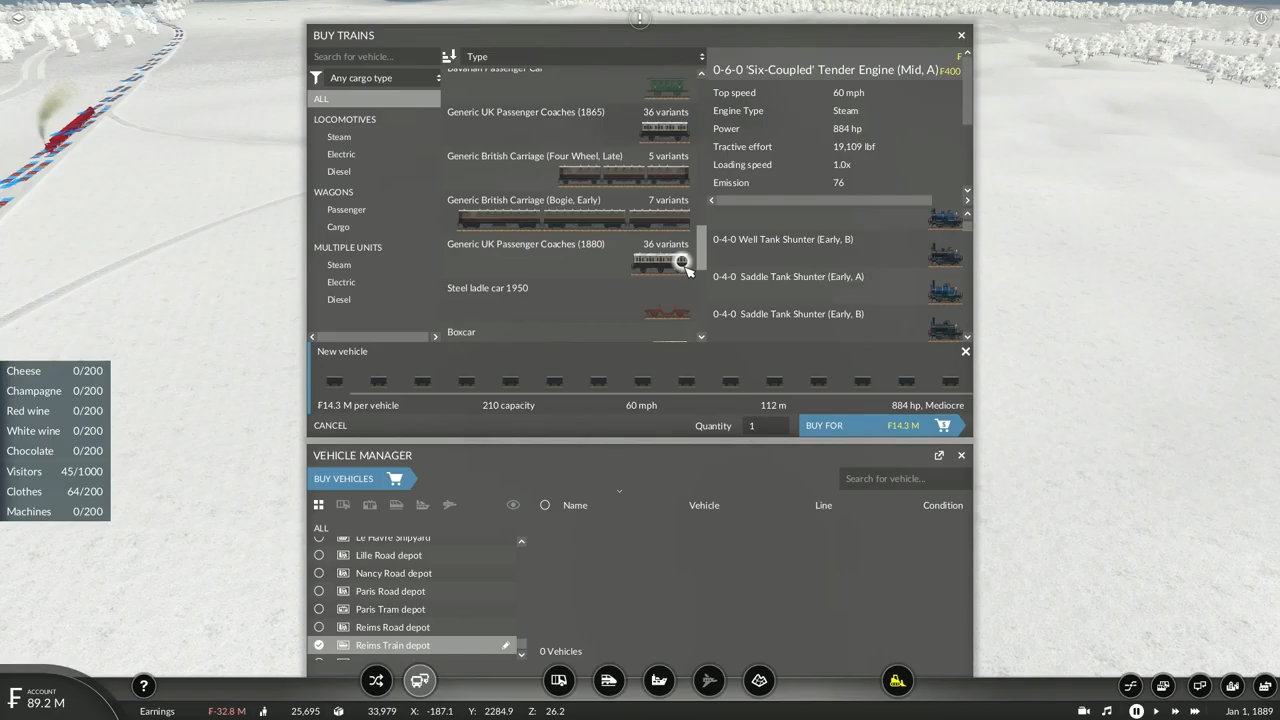 BUY TRAINS
Search for vehicle...
Type
Any cargo type
ALL
LOCOMOTIVES
Steam
Electric
Diesel
WAGONS
Passenger
Cargo
MULTIPLE UNITS
Steam
Electric
Diesel
Bavarian Passenger Car
Generic UK Passenger Coaches (1865) 36 variants
Generic British Carriage (Four Wheel, Late) 5 variants
Generic British Carriage (Bogie, Early) 7 variants
Generic UK Passenger Coaches (1880) 36 variants
Steel ladle car 1950
Boxcar
0-6-0 'Six-Coupled' Tender Engine (Mid, A) ₣400
Top speed 60 mph
Engine Type Steam
Power 884 hp
Tractive effort 19,109 lbf
Loading speed 1.0x
Emission 76
0-4-0 Well Tank Shunter (Early, B)
0-4-0 Saddle Tank Shunter (Early, A)
0-4-0 Saddle Tank Shunter (Early, B)
New vehicle
₣14.3 M per vehicle 210 capacity 60 mph 112 m 884 hp, Mediocre
CANCEL Quantity 1 BUY FOR ₣14.3 M
Cheese 0/200
Champagne 0/200
Red wine 0/200
White wine 0/200
Chocolate 0/200
Visitors 45/1000
Clothes 64/200
Machines 0/200
VEHICLE MANAGER
BUY VEHICLES Search for vehicle...
Name Vehicle Line Condition
ALL
Le Havre Shipyard
Lille Road depot
Nancy Road depot
Paris Road depot
Paris Tram depot
Reims Road depot
Reims Train depot
0 Vehicles
₣ ACCOUNT
89.2 M
?
Earnings ₣-32.8 M 25,695 33,979 X: -187.1 Y: 2284.9 Z: 26.2 Jan 1, 1889